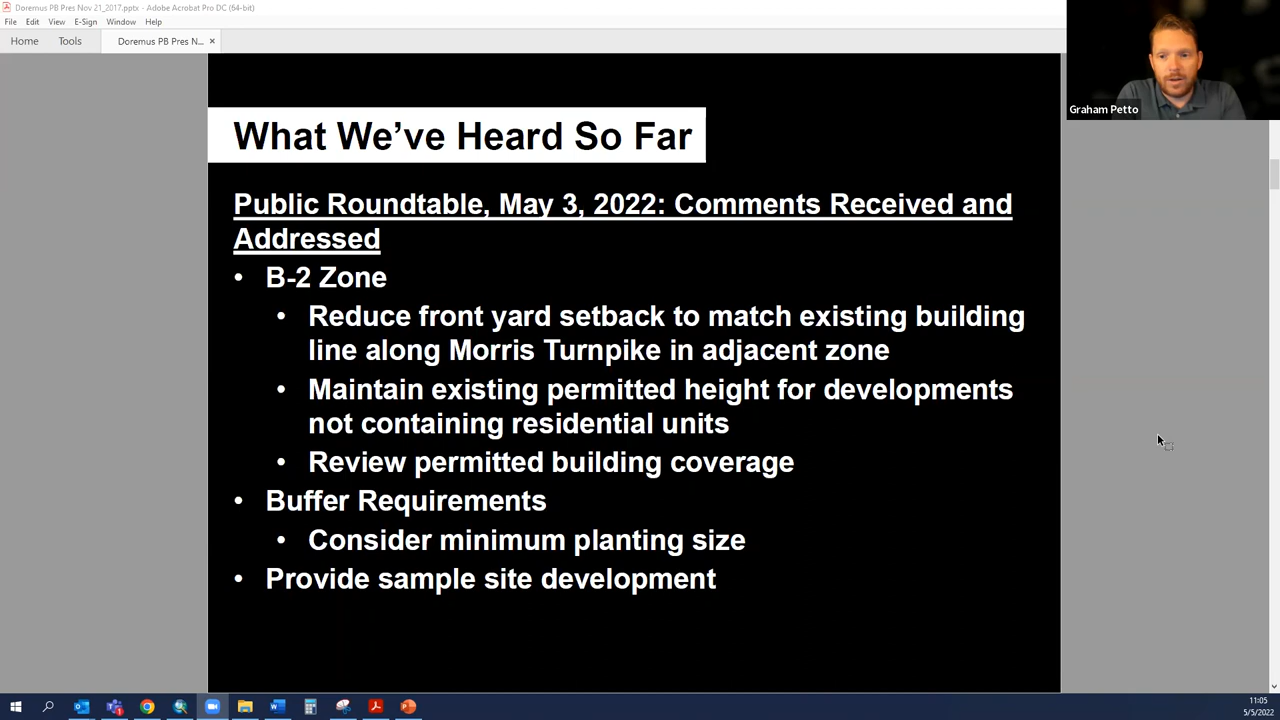 Doremus PB Pres Nov 21_2017.pptx - Adobe Acrobat Pro DC (64-bit)
File Edit View E-Sign Window Help
Home Tools Doremus PB Pres N... ×
Graham Petto
What We've Heard So Far
Public Roundtable, May 3, 2022: Comments Received and
Addressed
• B-2 Zone
• Reduce front yard setback to match existing building
line along Morris Turnpike in adjacent zone
• Maintain existing permitted height for developments
not containing residential units
• Review permitted building coverage
• Buffer Requirements
• Consider minimum planting size
• Provide sample site development
11:05
5/5/2022